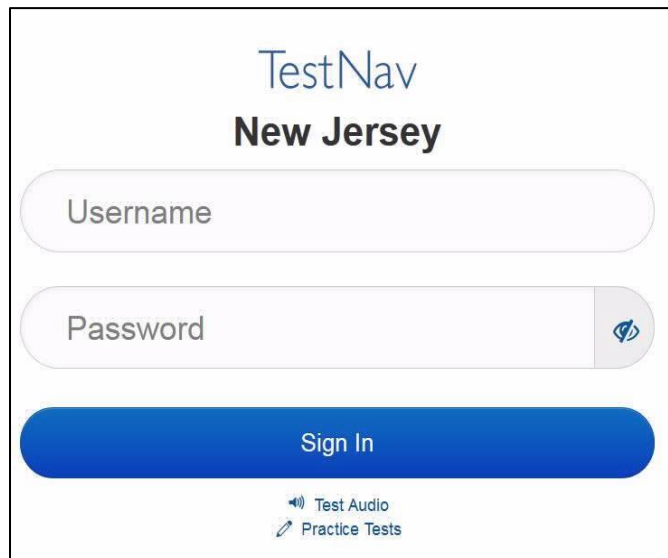 TestNav
New Jersey
Username
Password
Sign In
Test Audio
Practice Tests